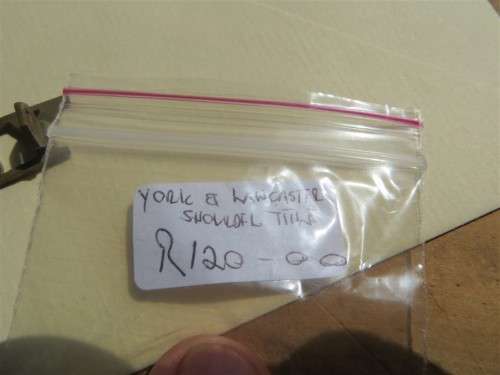 YORK & LANCASTER
SHOULDER TITLE
R120-00